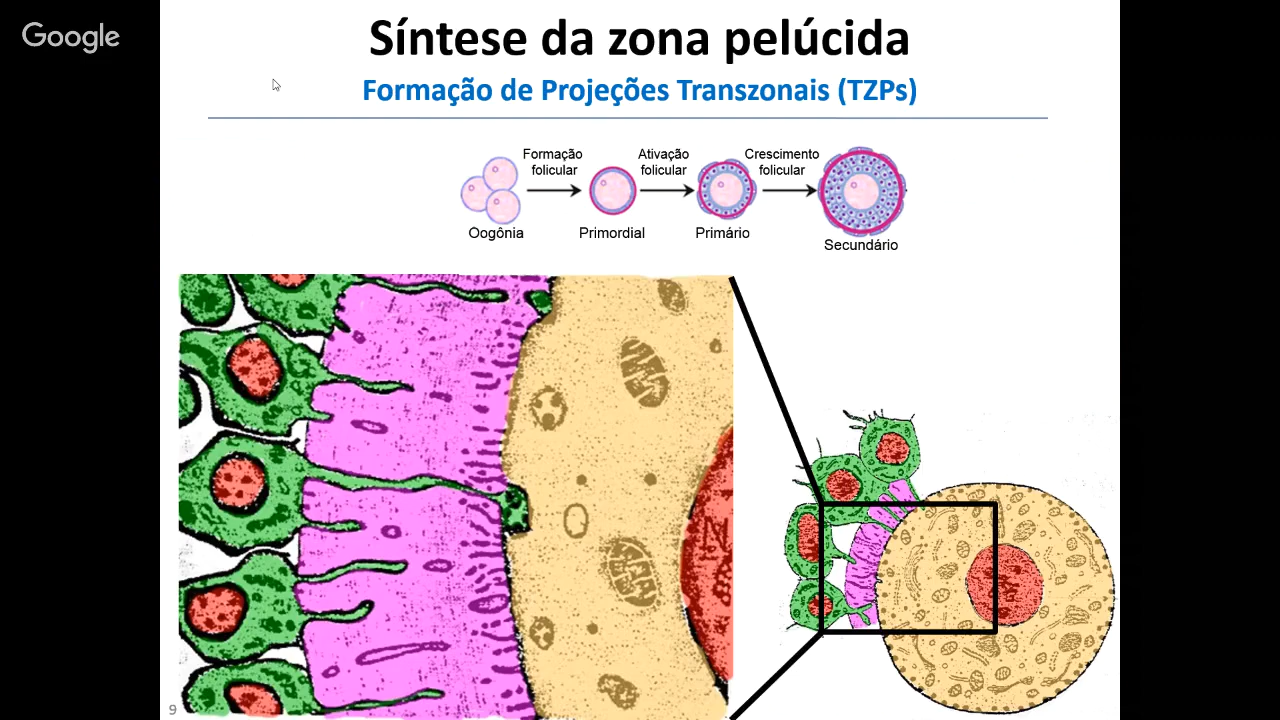 Google
Síntese da zona pelúcida
Formação de Projeções Transzonais (TZPs)
Formação
folicular
Ativação
folicular
Crescimento
folicular
Oogônia
Primordial
Primário
Secundário
9